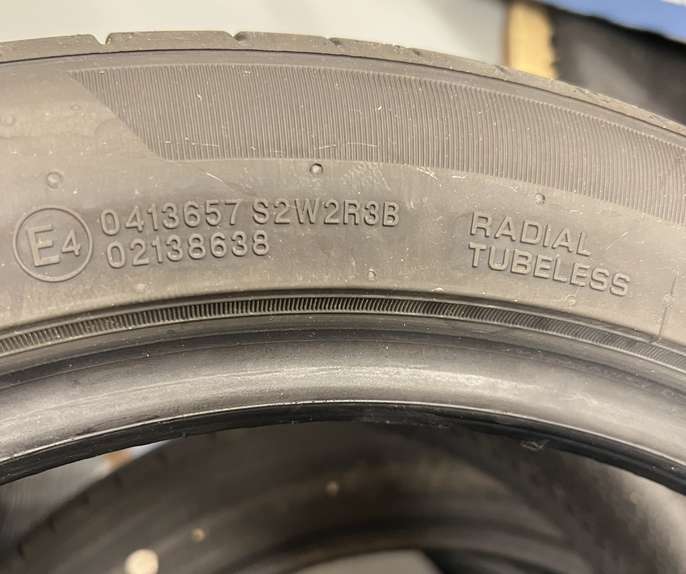 E4 0413657 S2W2R3B
02138638
RADIAL
TUBELESS